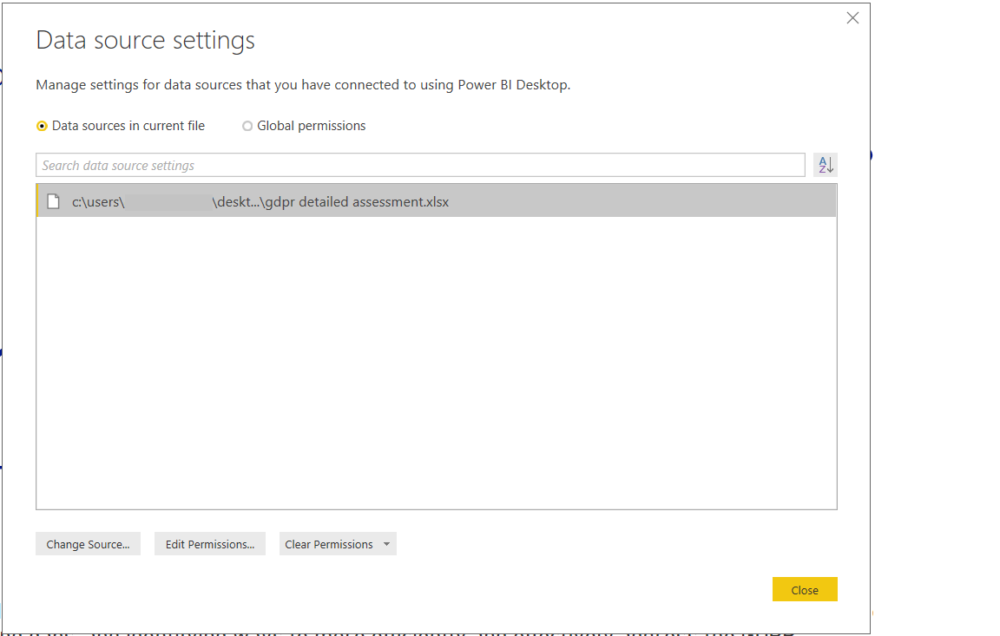 Data source settings
Manage settings for data sources that you have connected to using Power BI Desktop.
Data sources in current file Global permissions
Search data source settings
c:\users\ \deskt...\gdpr detailed assessment.xlsx
Change Source... Edit Permissions... Clear Permissions
Close